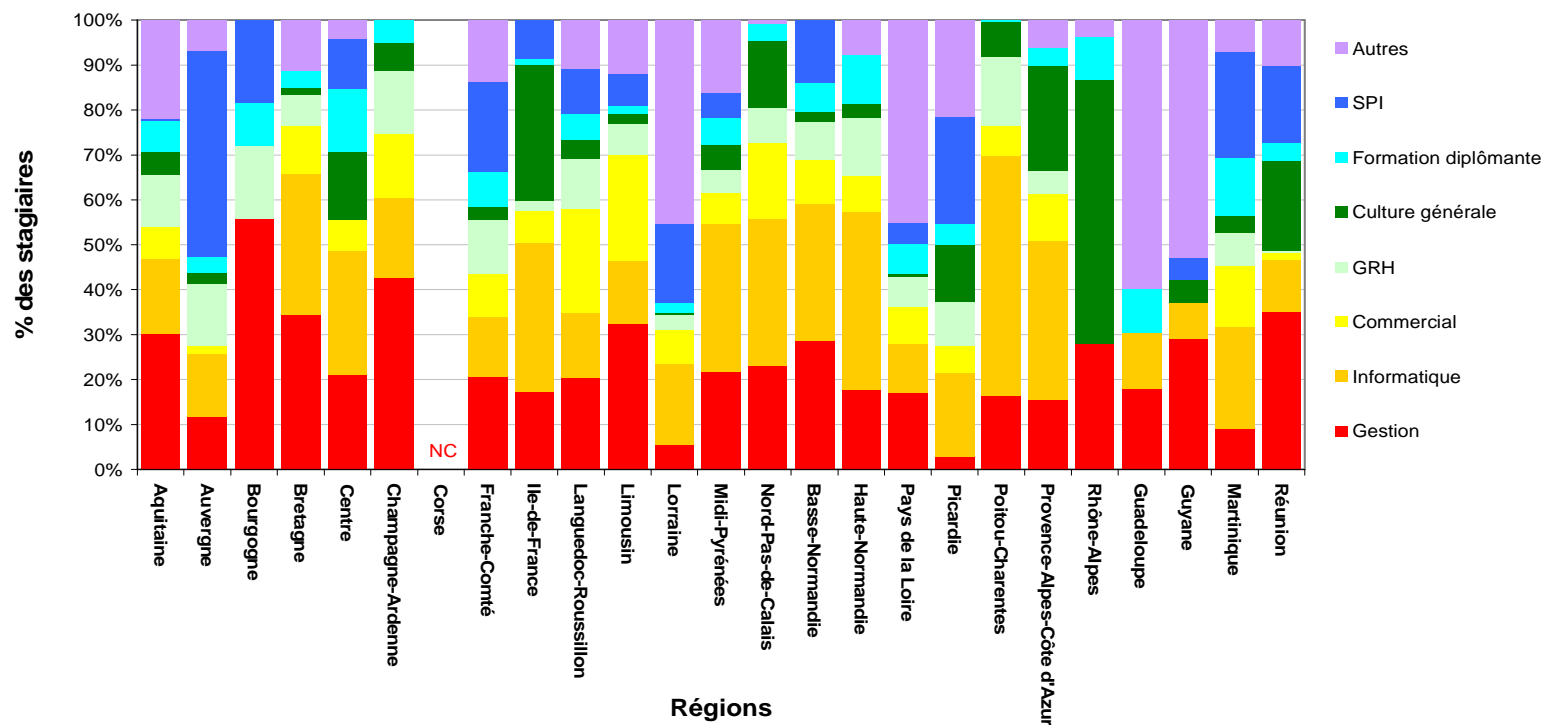 % des stagiaires
100%
90%
80%
70%
60%
50%
40%
30%
20%
10%
0%
NC
Aquitaine
Auvergne
Bourgogne
Bretagne
Centre
Champagne-Ardenne
Corse
Franche-Comté
Ile-de-France
Languedoc-Roussillon
Limousin
Lorraine
Midi-Pyrénées
Nord-Pas-de-Calais
Basse-Normandie
Haute-Normandie
Pays de la Loire
Picardie
Poitou-Charentes
Provence-Alpes-Côte d'Azur
Rhône-Alpes
Guadeloupe
Guyane
Martinique
Réunion
Régions
Autres
SPI
Formation diplômante
Culture générale
GRH
Commercial
Informatique
Gestion